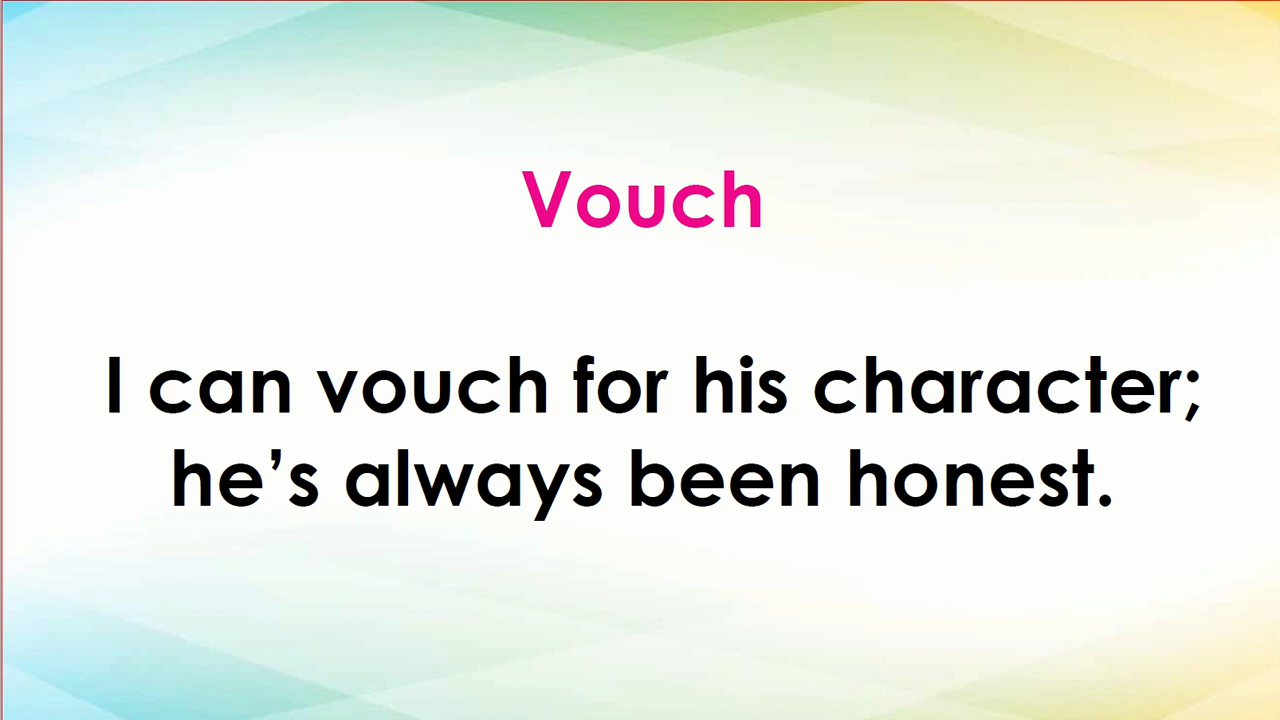 Vouch
I can vouch for his character;
he’s always been honest.